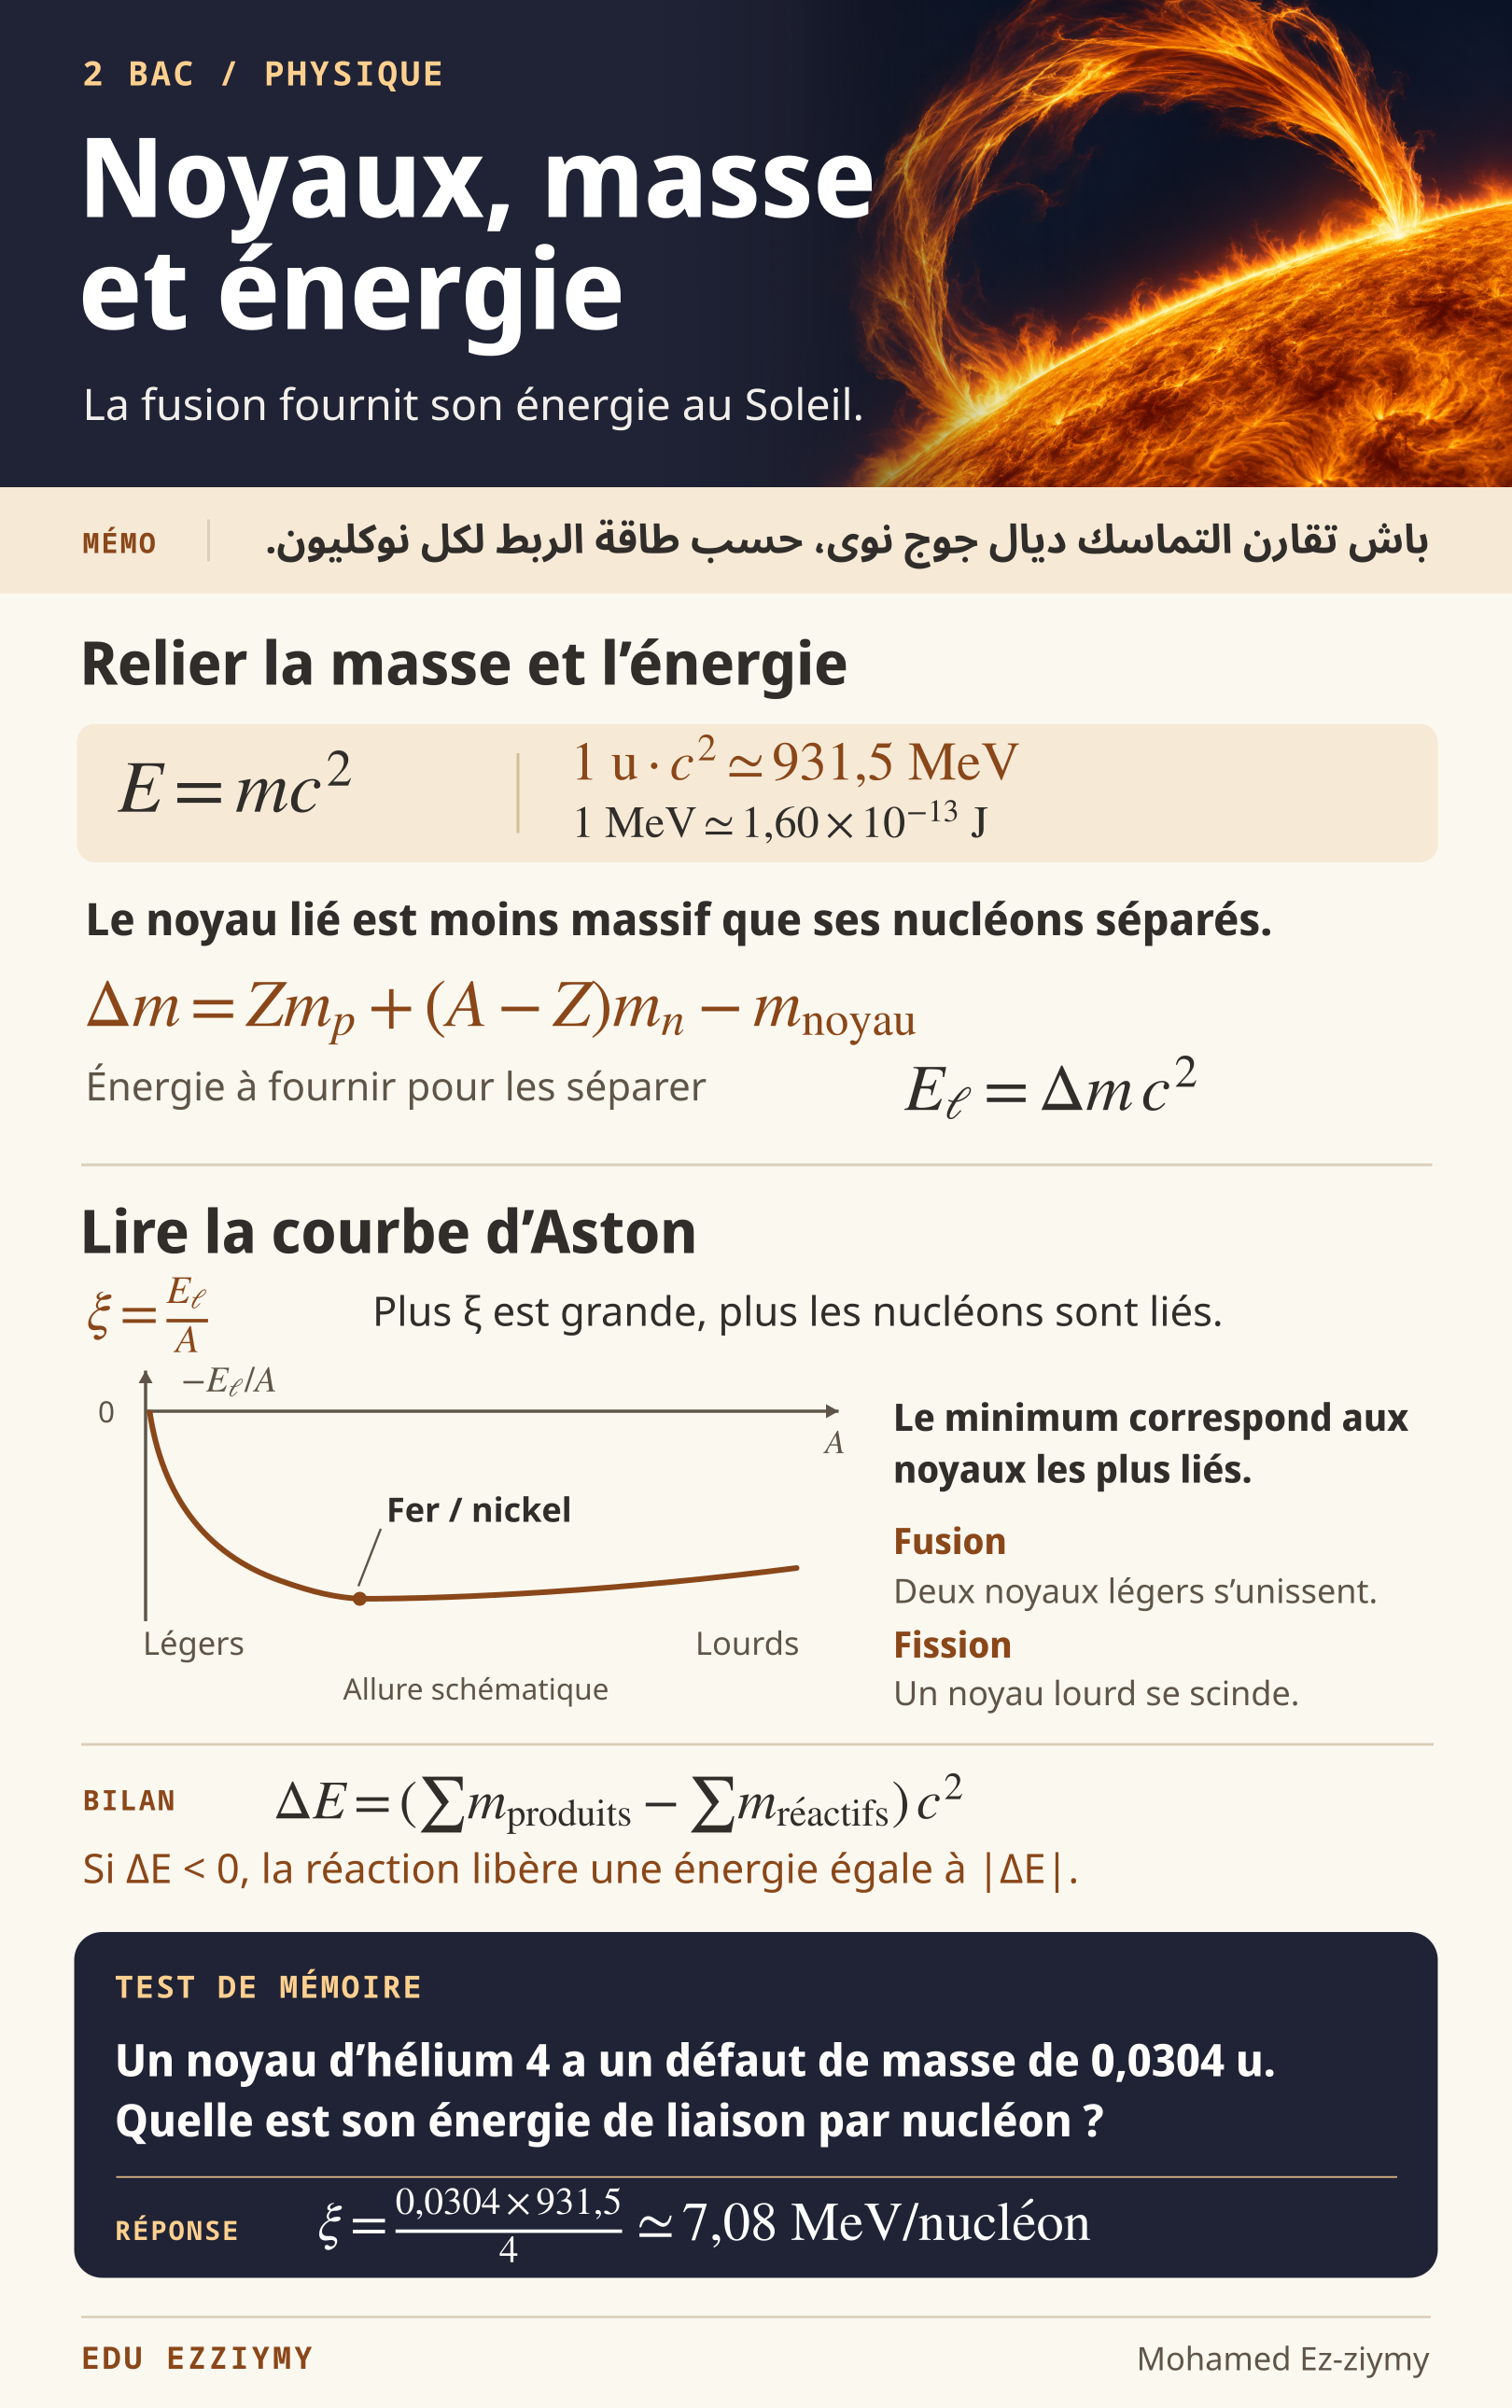 2 BAC / PHYSIQUE
Noyaux, masse
et énergie
La fusion fournit son énergie au Soleil.
MÉMO
باش تقارن التماسك ديال جوج نوى، حسب طاقة الربط لكل نوكليون.
Relier la masse et l’énergie
E = mc²
1 u · c² ≃ 931,5 MeV
1 MeV ≃ 1,60 × 10⁻¹³ J
Le noyau lié est moins massif que ses nucléons séparés.
Δm = Zm_p + (A − Z)m_n − m_noyau
Énergie à fournir pour les séparer
E_ℓ = Δm c²
Lire la courbe d’Aston
ξ = E_ℓ/A
Plus ξ est grande, plus les nucléons sont liés.
−E_ℓ/A
0
A
Fer / nickel
Légers
Lourds
Allure schématique
Le minimum correspond aux
noyaux les plus liés.
Fusion
Deux noyaux légers s’unissent.
Fission
Un noyau lourd se scinde.
BILAN
ΔE = (∑m_produits − ∑m_réactifs) c²
Si ΔE < 0, la réaction libère une énergie égale à |ΔE|.
TEST DE MÉMOIRE
Un noyau d’hélium 4 a un défaut de masse de 0,0304 u.
Quelle est son énergie de liaison par nucléon ?
RÉPONSE
ξ = (0,0304 × 931,5)/4 ≃ 7,08 MeV/nucléon
EDU EZZIYMY
Mohamed Ez-ziymy